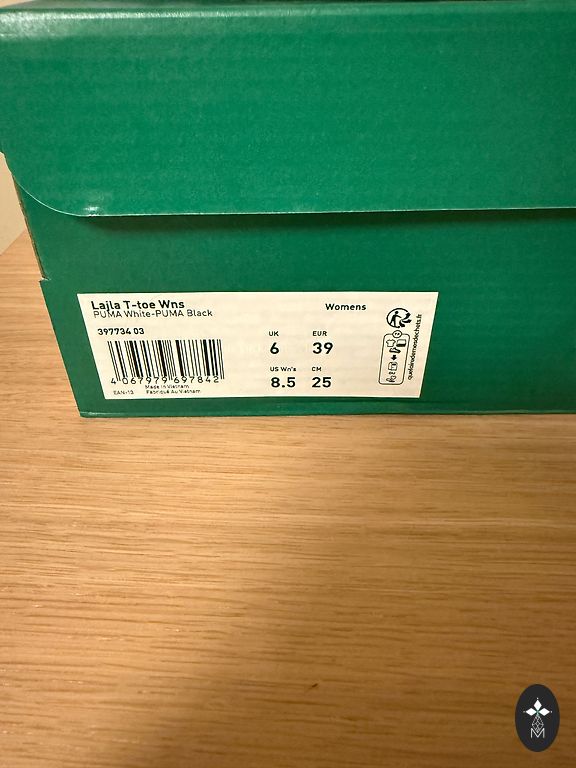 Lajla T-toe Wns
PUMA White-PUMA Black
Womens
397734 03
UK
EUR
6
39
US Wn's
CM
8.5
25
4 067979 697842
EAN-13
Made in Vietnam
Fabriqué Au Vietnam
quefairedemesdechets.fr
M